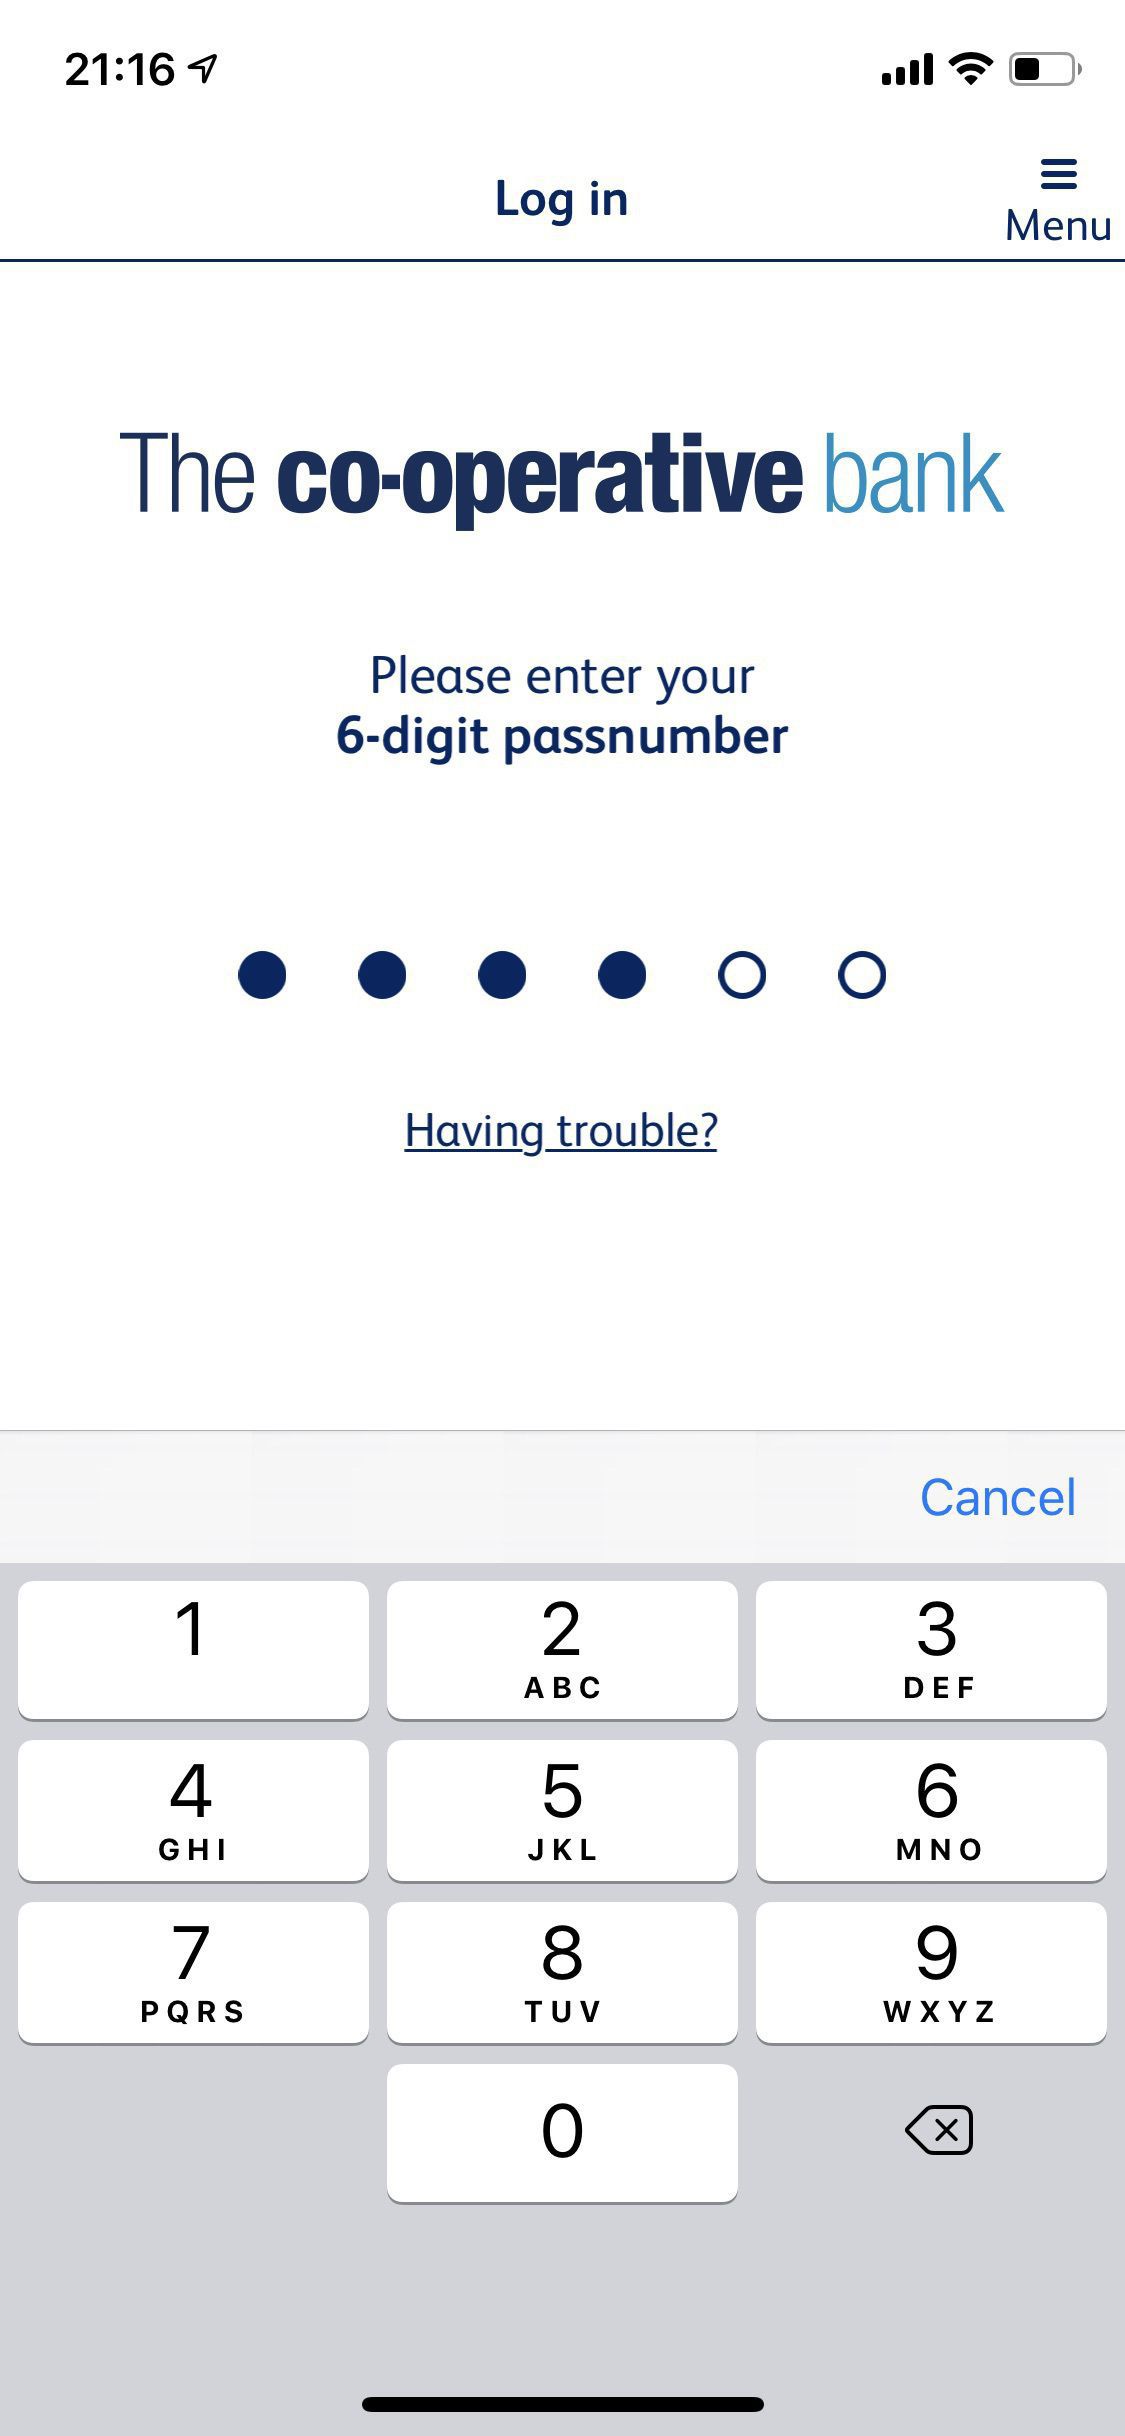 21:16
Log in
Menu
The co-operative bank
Please enter your
6-digit passnumber
Having trouble?
Cancel
1 2 3
ABC DEF
4 5 6
GHI JKL MNO
7 8 9
PQRS TUV WXYZ
0